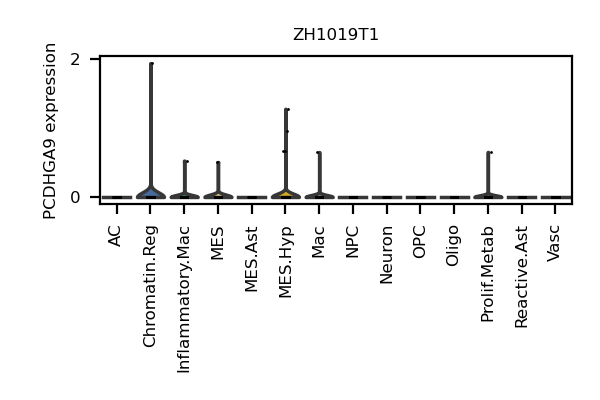 ZH1019T1
PCDHGA9 expression
2
0
AC
Chromatin.Reg
Inflammatory.Mac
MES
MES.Ast
MES.Hyp
Mac
NPC
Neuron
OPC
Oligo
Prolif.Metab
Reactive.Ast
Vasc